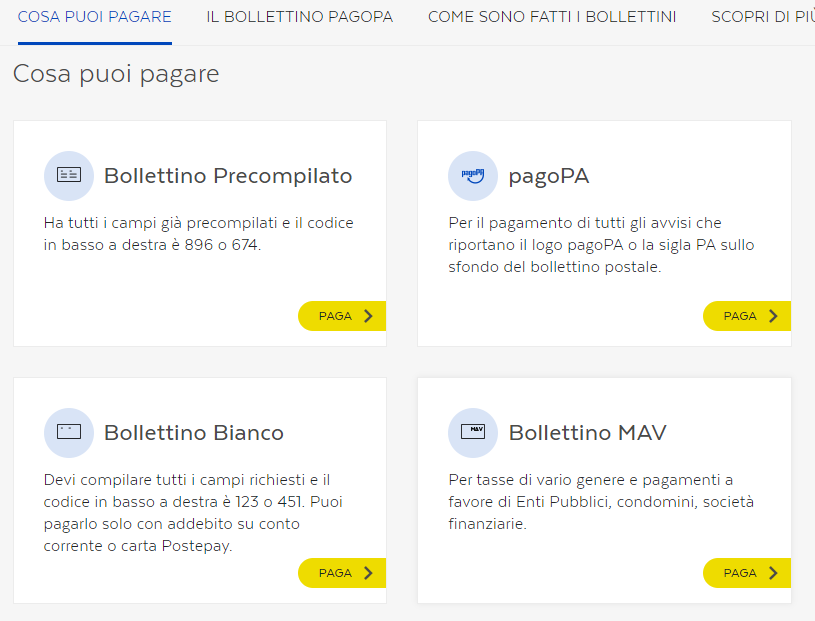 COSA PUOI PAGARE
IL BOLLETTINO PAGOPA
COME SONO FATTI I BOLLETTINI
SCOPRI DI PIÙ
Cosa puoi pagare
Bollettino Precompilato
Ha tutti i campi già precompilati e il codice
in basso a destra è 896 o 674.
PAGA
pagoPA
pagoPA
Per il pagamento di tutti gli avvisi che
riportano il logo pagoPA o la sigla PA sullo
sfondo del bollettino postale.
PAGA
Bollettino Bianco
Devi compilare tutti i campi richiesti e il
codice in basso a destra è 123 o 451. Puoi
pagarlo solo con addebito su conto
corrente o carta Postepay.
PAGA
MAV
Bollettino MAV
Per tasse di vario genere e pagamenti a
favore di Enti Pubblici, condomini, società
finanziarie.
PAGA